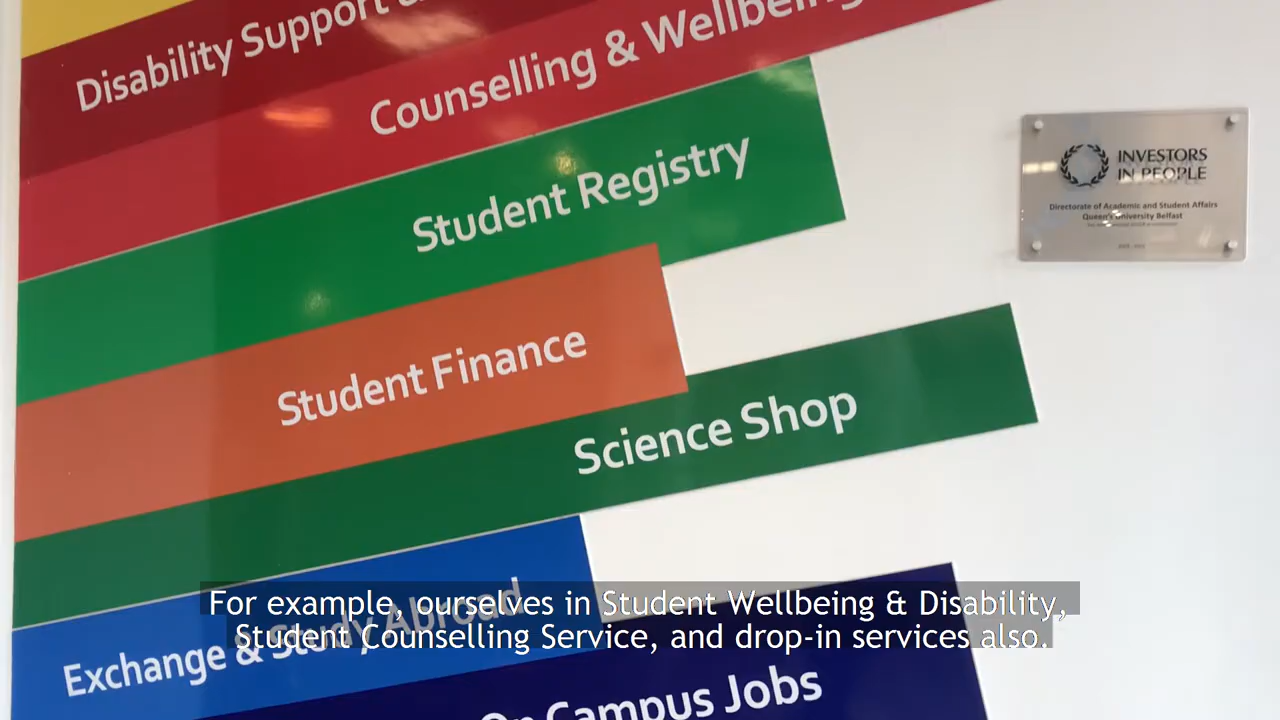 Disability Support
Counselling & Wellbeing
Student Registry
INVESTORS
IN PEOPLE
Directorate of Academic and Student Affairs
Queen's University Belfast
Student Finance
Science Shop
Exchange & Study Abroad
On Campus Jobs
For example, ourselves in Student Wellbeing & Disability,
Student Counselling Service, and drop-in services also.